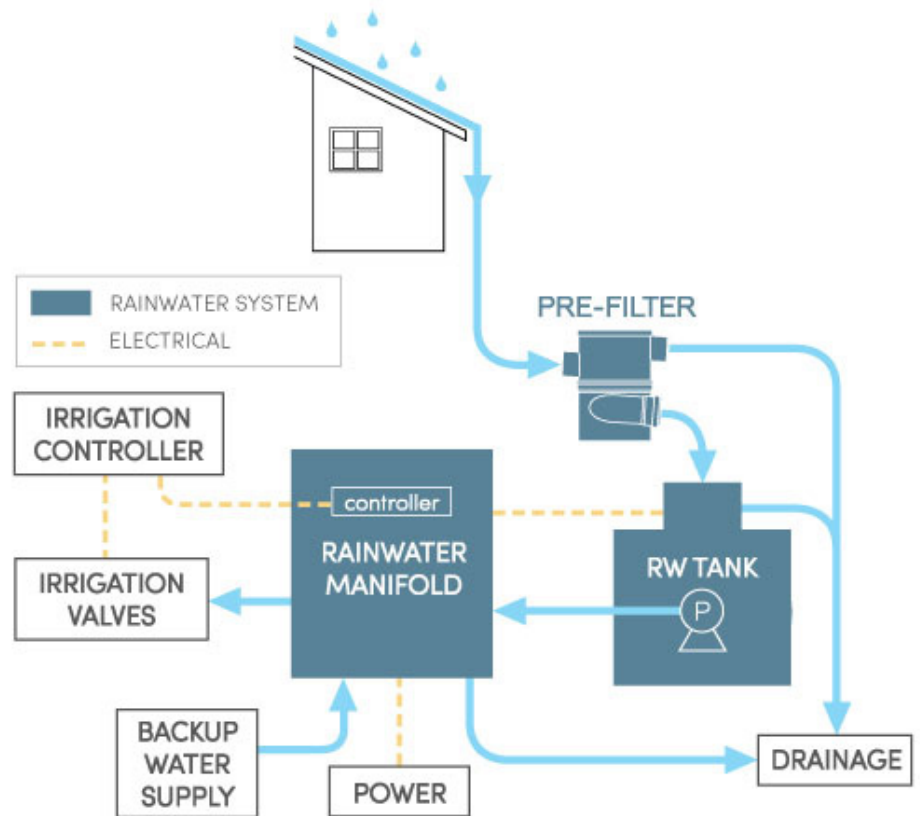 RAINWATER SYSTEM
ELECTRICAL
PRE-FILTER
IRRIGATION
CONTROLLER
controller
RAINWATER
MANIFOLD
RW TANK
P
IRRIGATION
VALVES
BACKUP
WATER
SUPPLY
POWER
DRAINAGE